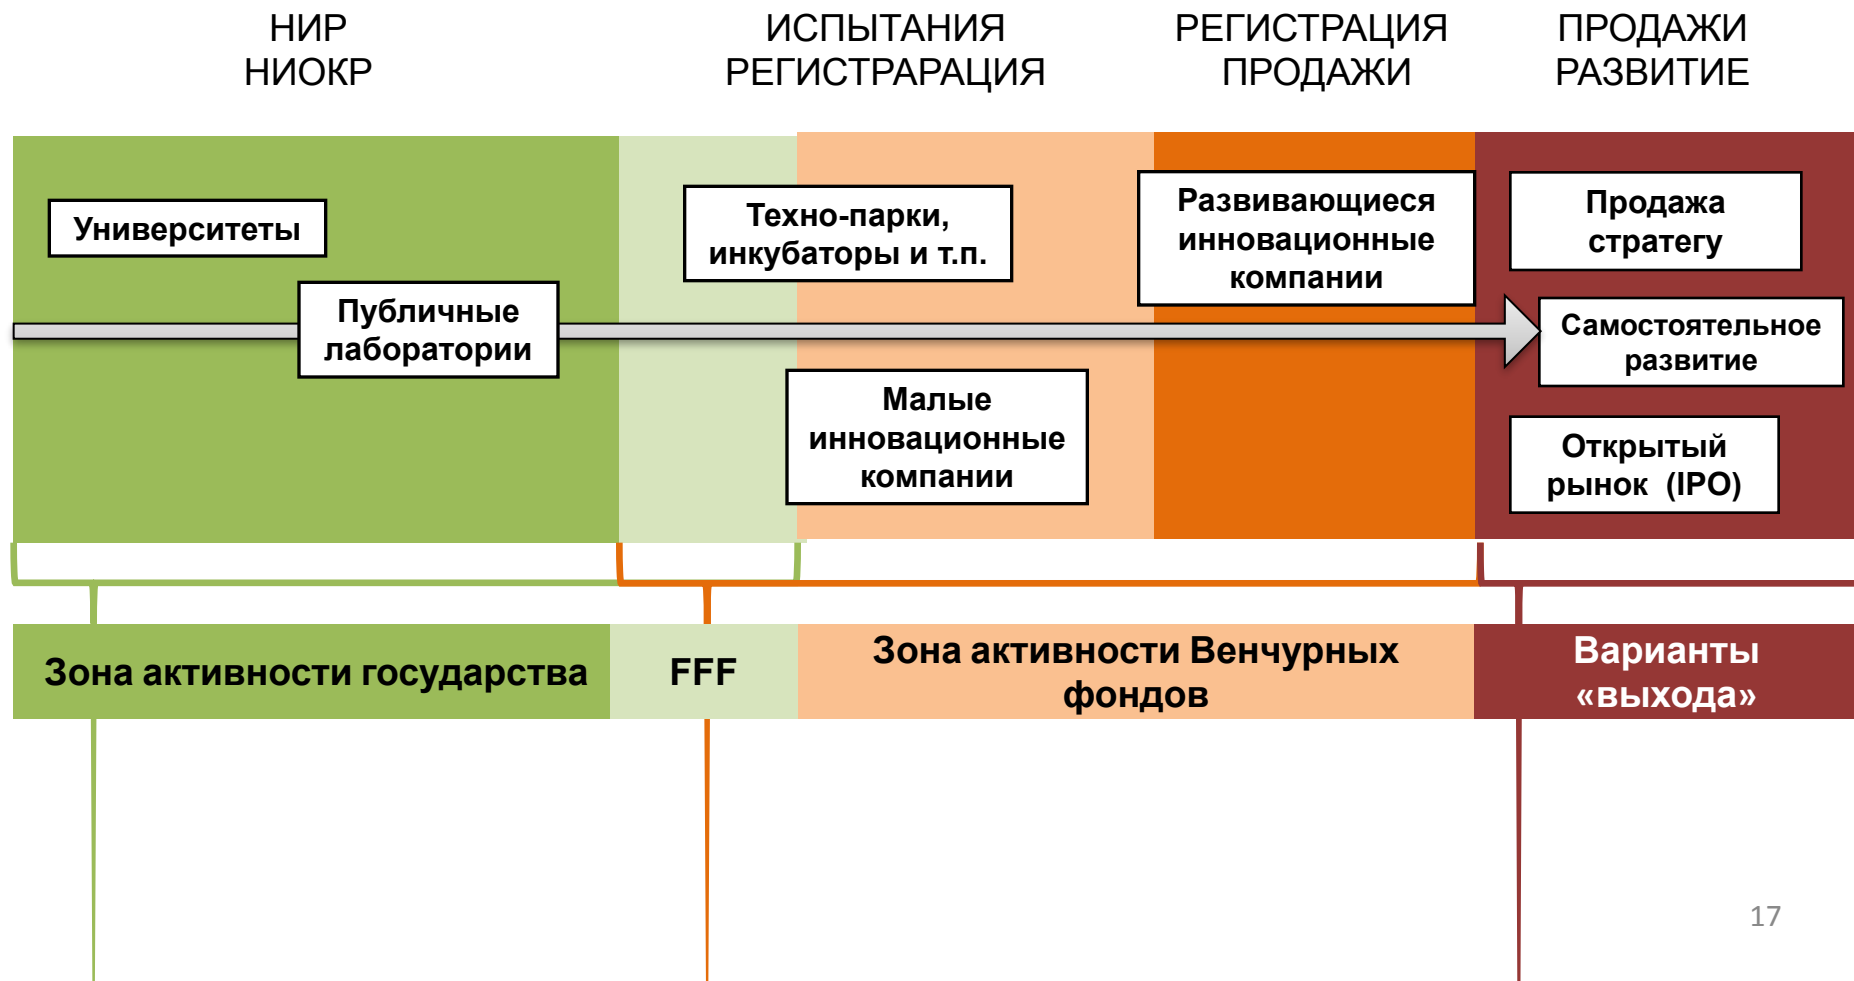 НИР
НИОКР
ИСПЫТАНИЯ
РЕГИСТРАРАЦИЯ
РЕГИСТРАЦИЯ
ПРОДАЖИ
ПРОДАЖИ
РАЗВИТИЕ
Университеты
Публичные
лаборатории
Техно-парки,
инкубаторы и т.п.
Малые
инновационные
компании
Развивающиеся
инновационные
компании
Продажа
стратегу
Самостоятельное
развитие
Открытый
рынок (IPO)
Зона активности государства
FFF
Зона активности Венчурных
фондов
Варианты
«выхода»
17